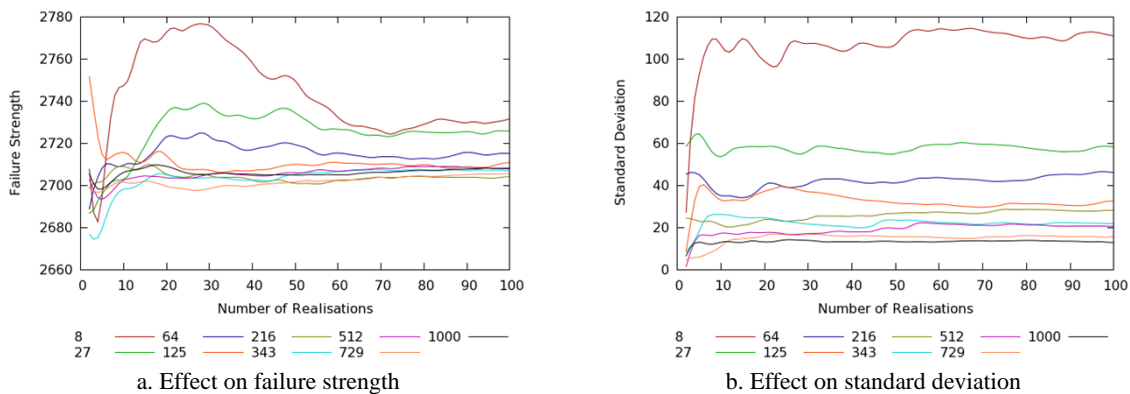 2780
2760
2740
2720
2700
2680
2660
Failure Strength
0 10 20 30 40 50 60 70 80 90 100
Number of Realisations
8 64 216 512 1000
27 125 343 729
a. Effect on failure strength
120
100
80
60
40
20
0
Standard Deviation
0 10 20 30 40 50 60 70 80 90 100
Number of Realisations
8 64 216 512 1000
27 125 343 729
b. Effect on standard deviation